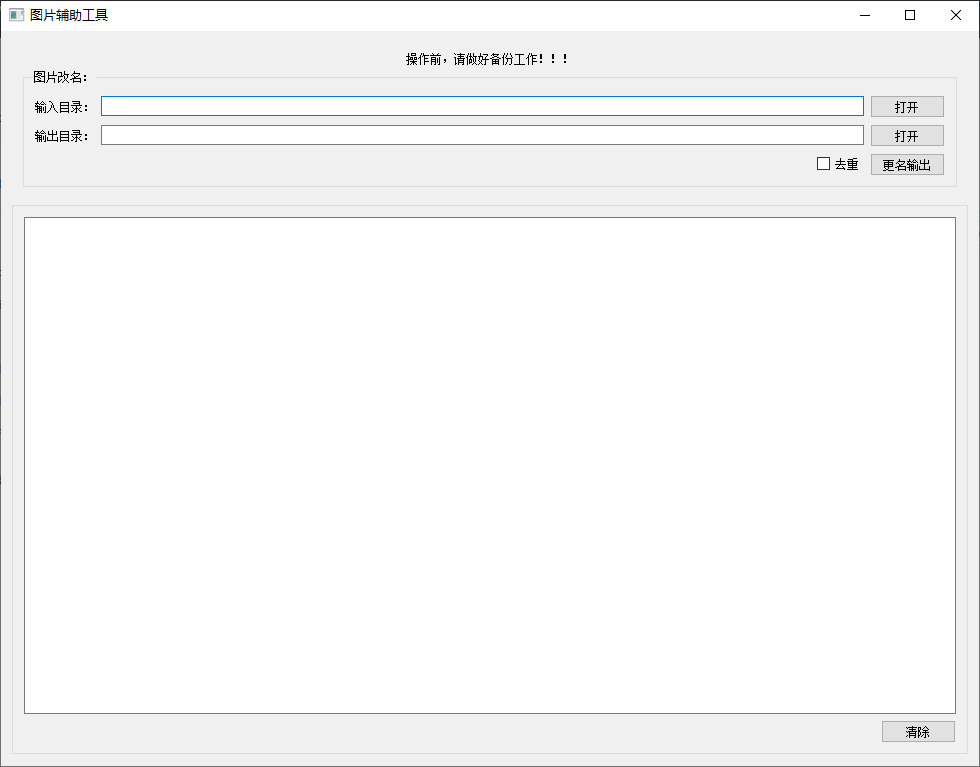 图片辅助工具
操作前，请做好备份工作！！！
图片改名：
输入目录： 打开
输出目录： 打开
去重 更名输出
清除